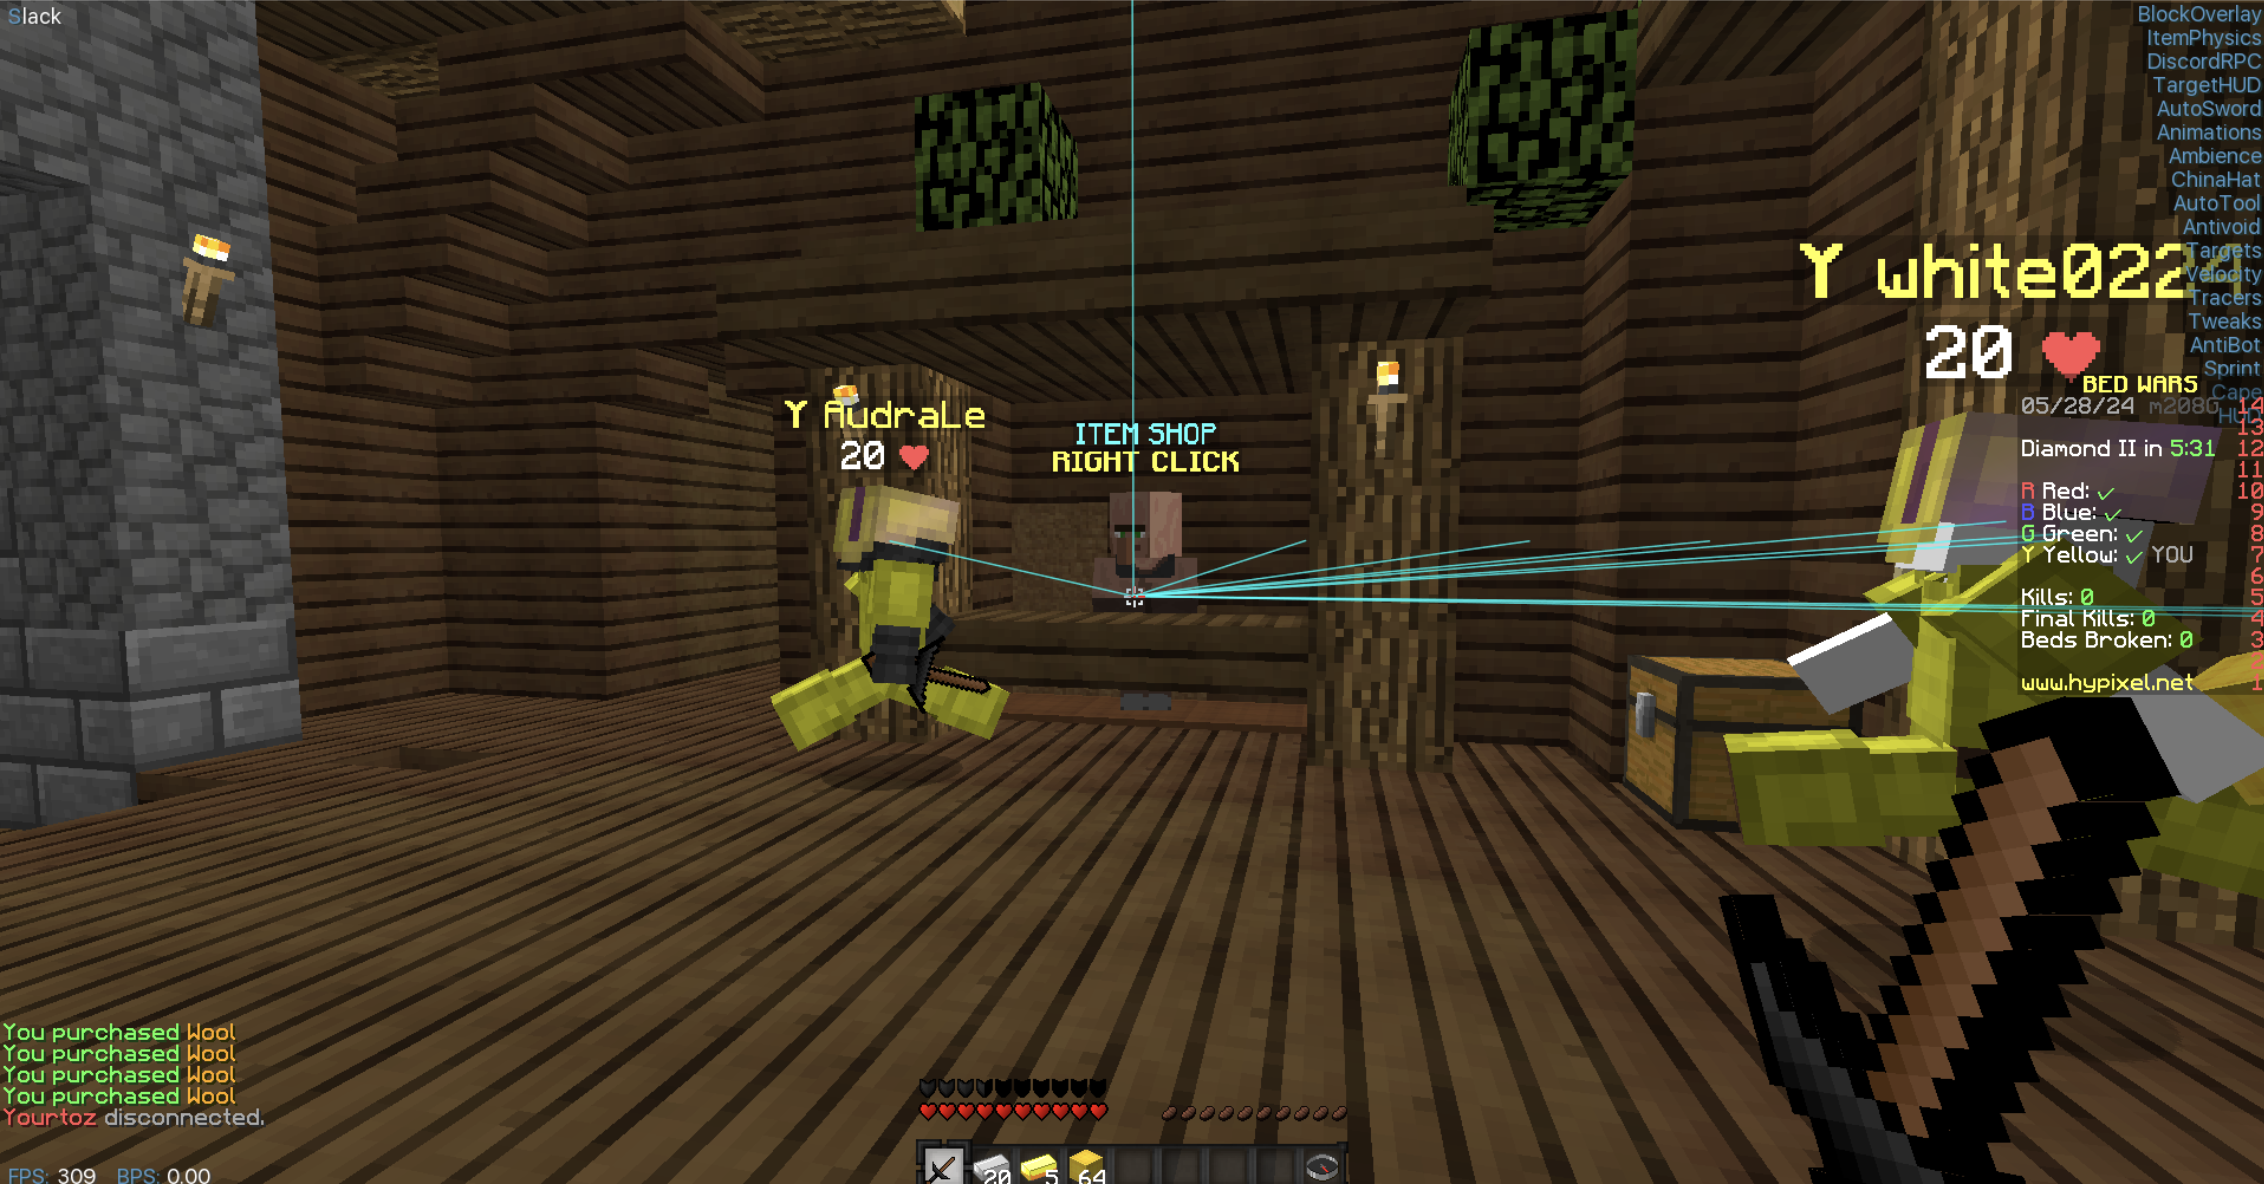 Slack
BlockOverlay
ItemPhysics
DiscordRPC
TargetHUD
AutoSword
Animations
Ambience
ChinaHat
AutoTool
Antivoid
Targets
Velocity
Tracers
Tweaks
AntiBot
Sprint
Cape
HUD
Y white022
20
Y AudraLe
20
ITEM SHOP
RIGHT CLICK
BED WARS
05/28/24 m208G 14
13
Diamond II in 5:31 12
11
R Red: ✓ 10
B Blue: ✓ 9
G Green: ✓ 8
Y Yellow: ✓ YOU 7
6
Kills: 0 5
Final Kills: 0 4
Beds Broken: 0 3
2
www.hypixel.net 1
You purchased Wool
You purchased Wool
You purchased Wool
You purchased Wool
Yourtoz disconnected.
FPS: 309 BPS: 0.00
20 5 64